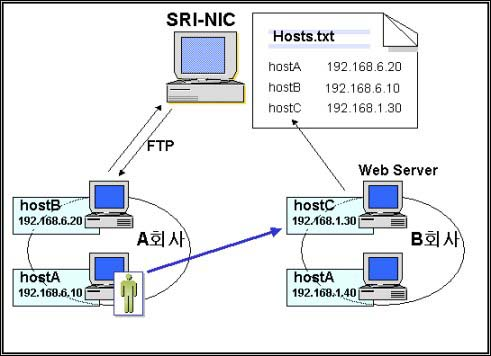 SRI-NIC
Hosts.txt
hostA 192.168.6.20
hostB 192.168.6.10
hostC 192.168.1.30
FTP
Web Server
hostB
192.168.6.20
A회사
hostC
192.168.1.30
B회사
hostA
192.168.6.10
hostA
192.168.1.40